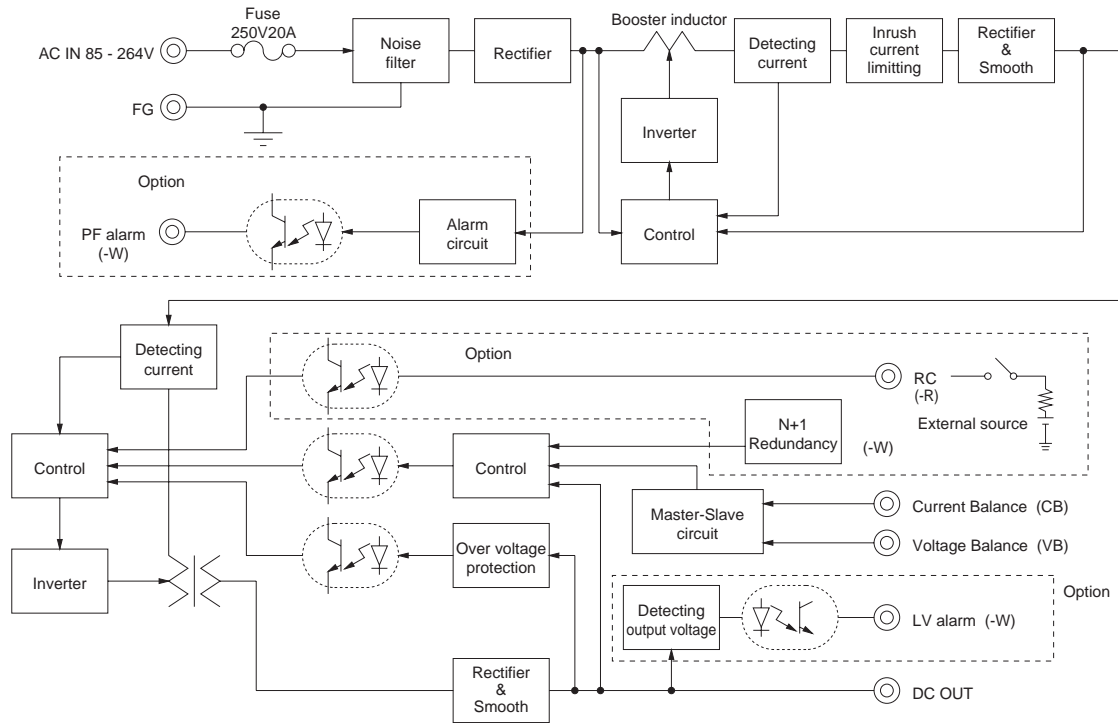 Fuse
250V20A
AC IN 85 - 264V
Noise
filter
Rectifier
Booster inductor
Detecting
current
Inrush
current
limitting
Rectifier
&
Smooth
FG
Inverter
Option
PF alarm
(-W)
Alarm
circuit
Control
Detecting
current
Option
RC
(-R)
External source
N+1
Redundancy
(-W)
Control
Control
Master-Slave
circuit
Current Balance (CB)
Voltage Balance (VB)
Inverter
Over voltage
protection
Option
Detecting
output voltage
LV alarm (-W)
Rectifier
&
Smooth
DC OUT